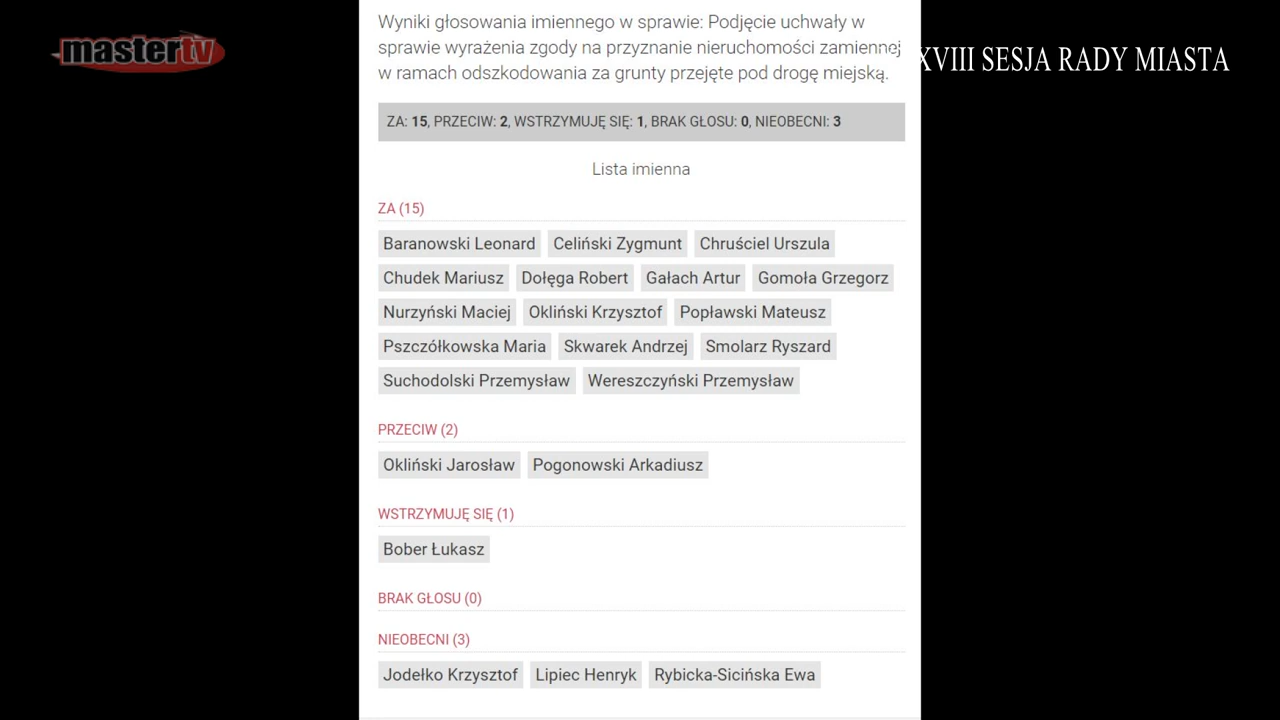 mastertv
Wyniki głosowania imiennego w sprawie: Podjęcie uchwały w
sprawie wyrażenia zgody na przyznanie nieruchomości zamiennej
w ramach odszkodowania za grunty przejęte pod drogę miejską.
XVIII SESJA RADY MIASTA
ZA: 15, PRZECIW: 2, WSTRZYMUJĘ SIĘ: 1, BRAK GŁOSU: 0, NIEOBECNI: 3
Lista imienna
ZA (15)
Baranowski Leonard Celiński Zygmunt Chruściel Urszula
Chudek Mariusz Dołęga Robert Gałach Artur Gomoła Grzegorz
Nurzyński Maciej Okliński Krzysztof Popławski Mateusz
Pszczółkowska Maria Skwarek Andrzej Smolarz Ryszard
Suchodolski Przemysław Wereszczyński Przemysław
PRZECIW (2)
Okliński Jarosław Pogonowski Arkadiusz
WSTRZYMUJĘ SIĘ (1)
Bober Łukasz
BRAK GŁOSU (0)
NIEOBECNI (3)
Jodełko Krzysztof Lipiec Henryk Rybicka-Sicińska Ewa